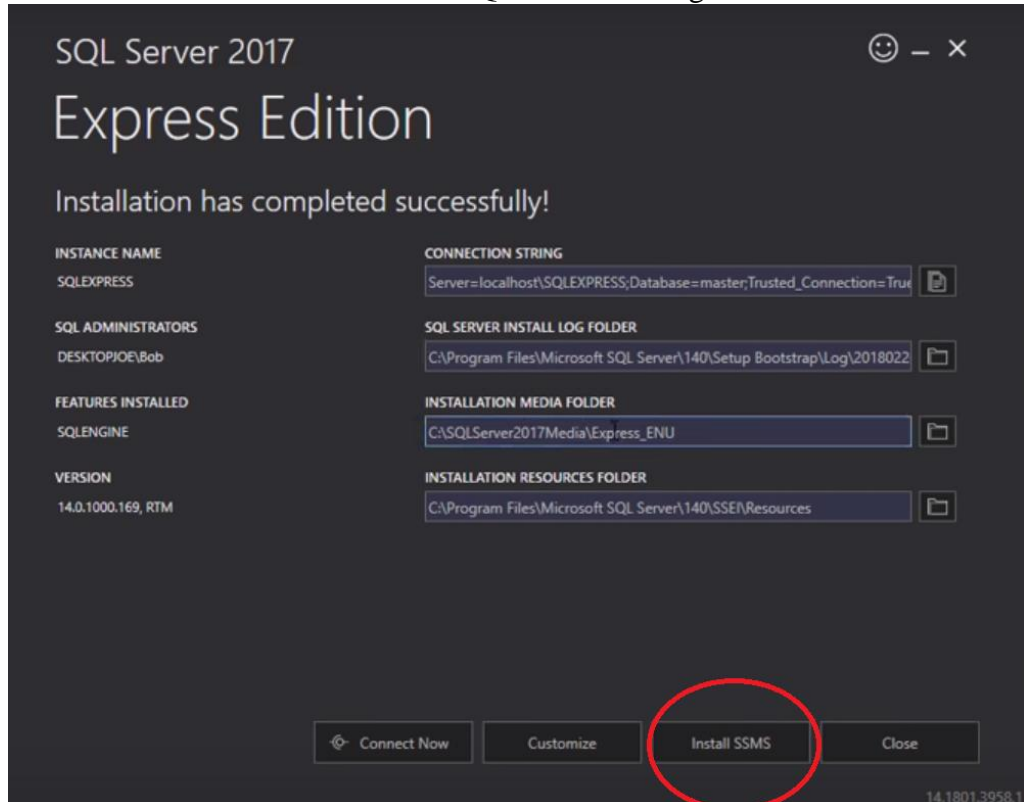 SQL Server 2017
Express Edition
Installation has completed successfully!
INSTANCE NAME
SQLEXPRESS
CONNECTION STRING
Server=localhost\SQLEXPRESS;Database=master;Trusted_Connection=True
SQL ADMINISTRATORS
DESKTOPJOE\Bob
SQL SERVER INSTALL LOG FOLDER
C:\Program Files\Microsoft SQL Server\140\Setup Bootstrap\Log\2018022
FEATURES INSTALLED
SQLENGINE
INSTALLATION MEDIA FOLDER
C:\SQLServer2017Media\Express_ENU
VERSION
14.0.1000.169, RTM
INSTALLATION RESOURCES FOLDER
C:\Program Files\Microsoft SQL Server\140\SSEI\Resources
Connect Now
Customize
Install SSMS
Close
14.1801.3958.1